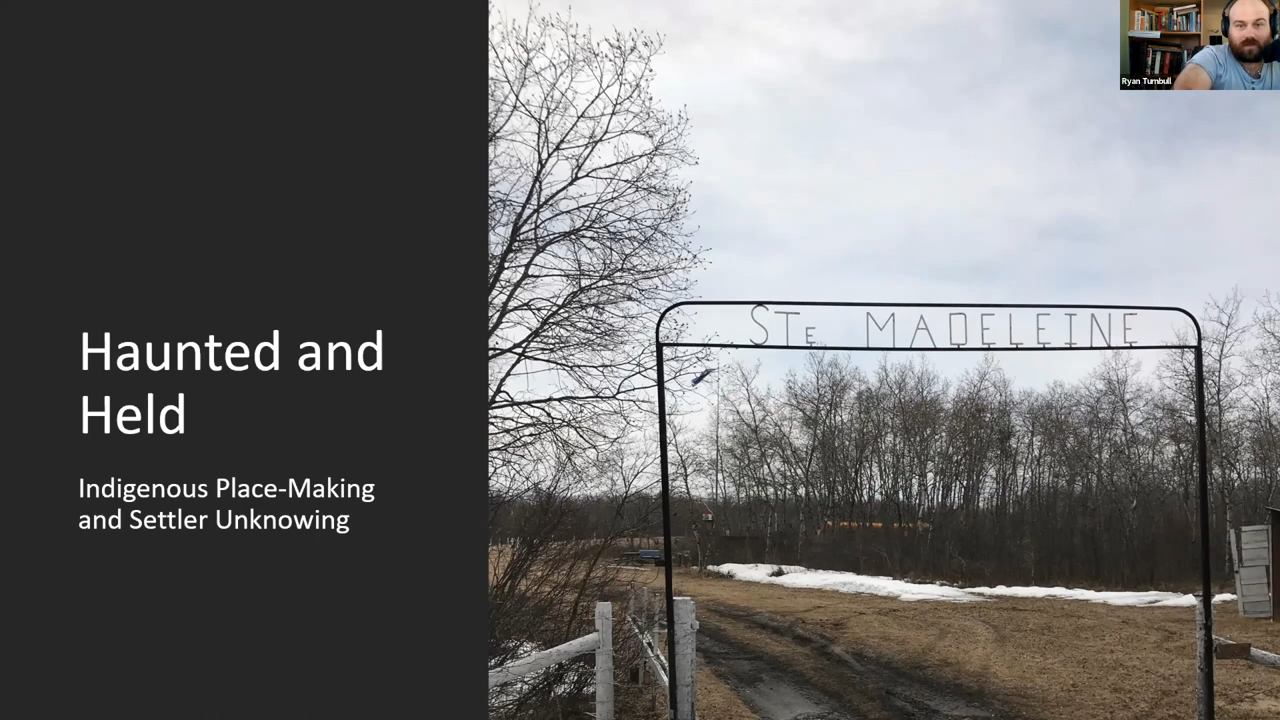 Haunted and
Held
Indigenous Place-Making
and Settler Unknowing
STe MADELEINE
Ryan Turnbull